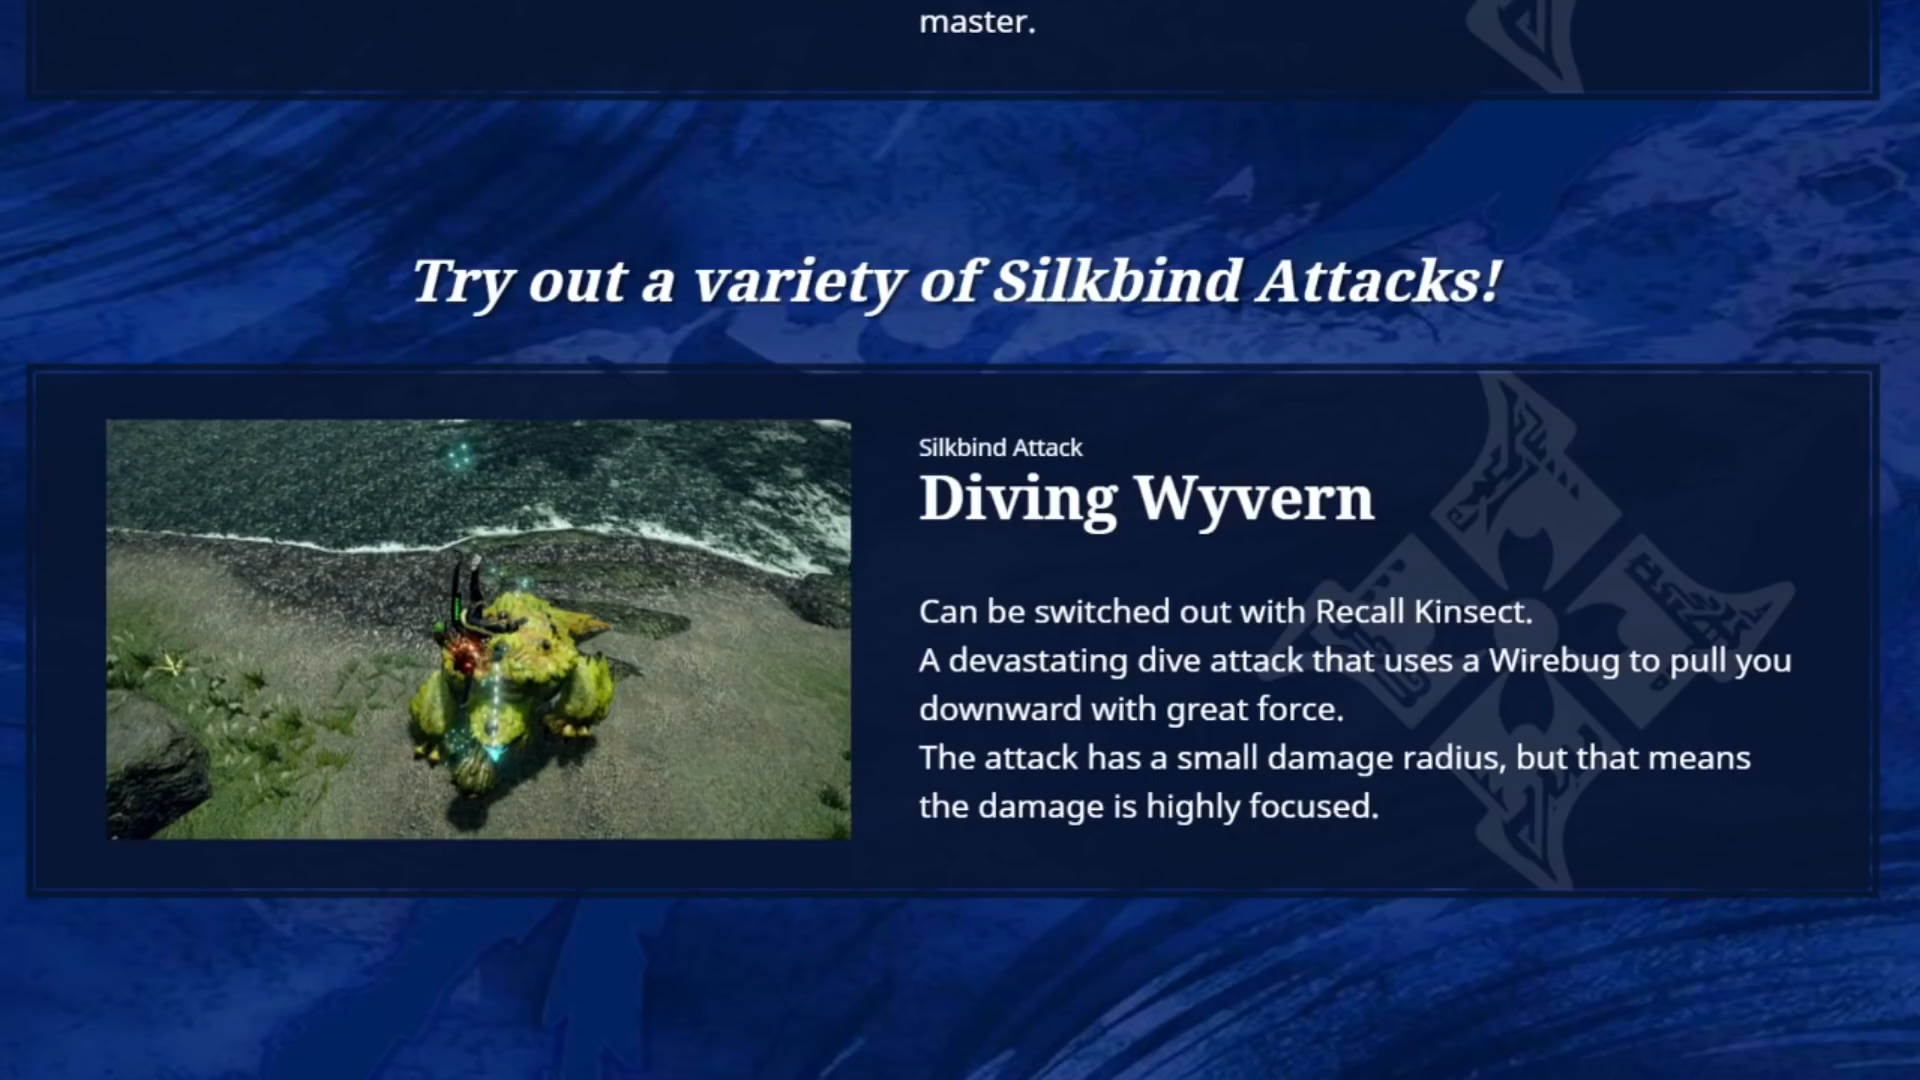 master.
Try out a variety of Silkbind Attacks!
Silkbind Attack
Diving Wyvern
Can be switched out with Recall Kinsect.
A devastating dive attack that uses a Wirebug to pull you
downward with great force.
The attack has a small damage radius, but that means
the damage is highly focused.